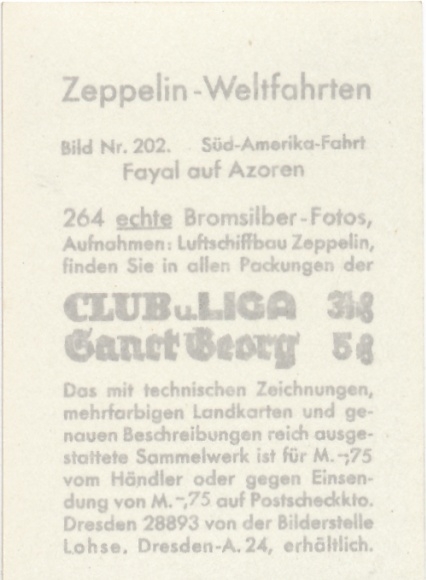 Zeppelin-Weltfahrten
Bild Nr. 202. Süd-Amerika-Fahrt
Fayal auf Azoren
264 echte Bromsilber-Fotos,
Aufnahmen: Luftschiffbau Zeppelin,
finden Sie in allen Packungen der
CLUB u. LIGA 3⅓₰
Sanct Georg 5₰
Das mit technischen Zeichnungen,
mehrfarbigen Landkarten und ge-
nauen Beschreibungen reich ausge-
stattete Sammelwerk ist für M.-,75
vom Händler oder gegen Einsen-
dung von M.-,75 auf Postscheckkto.
Dresden 28893 von der Bilderstelle
Lohse, Dresden-A. 24, erhältlich.